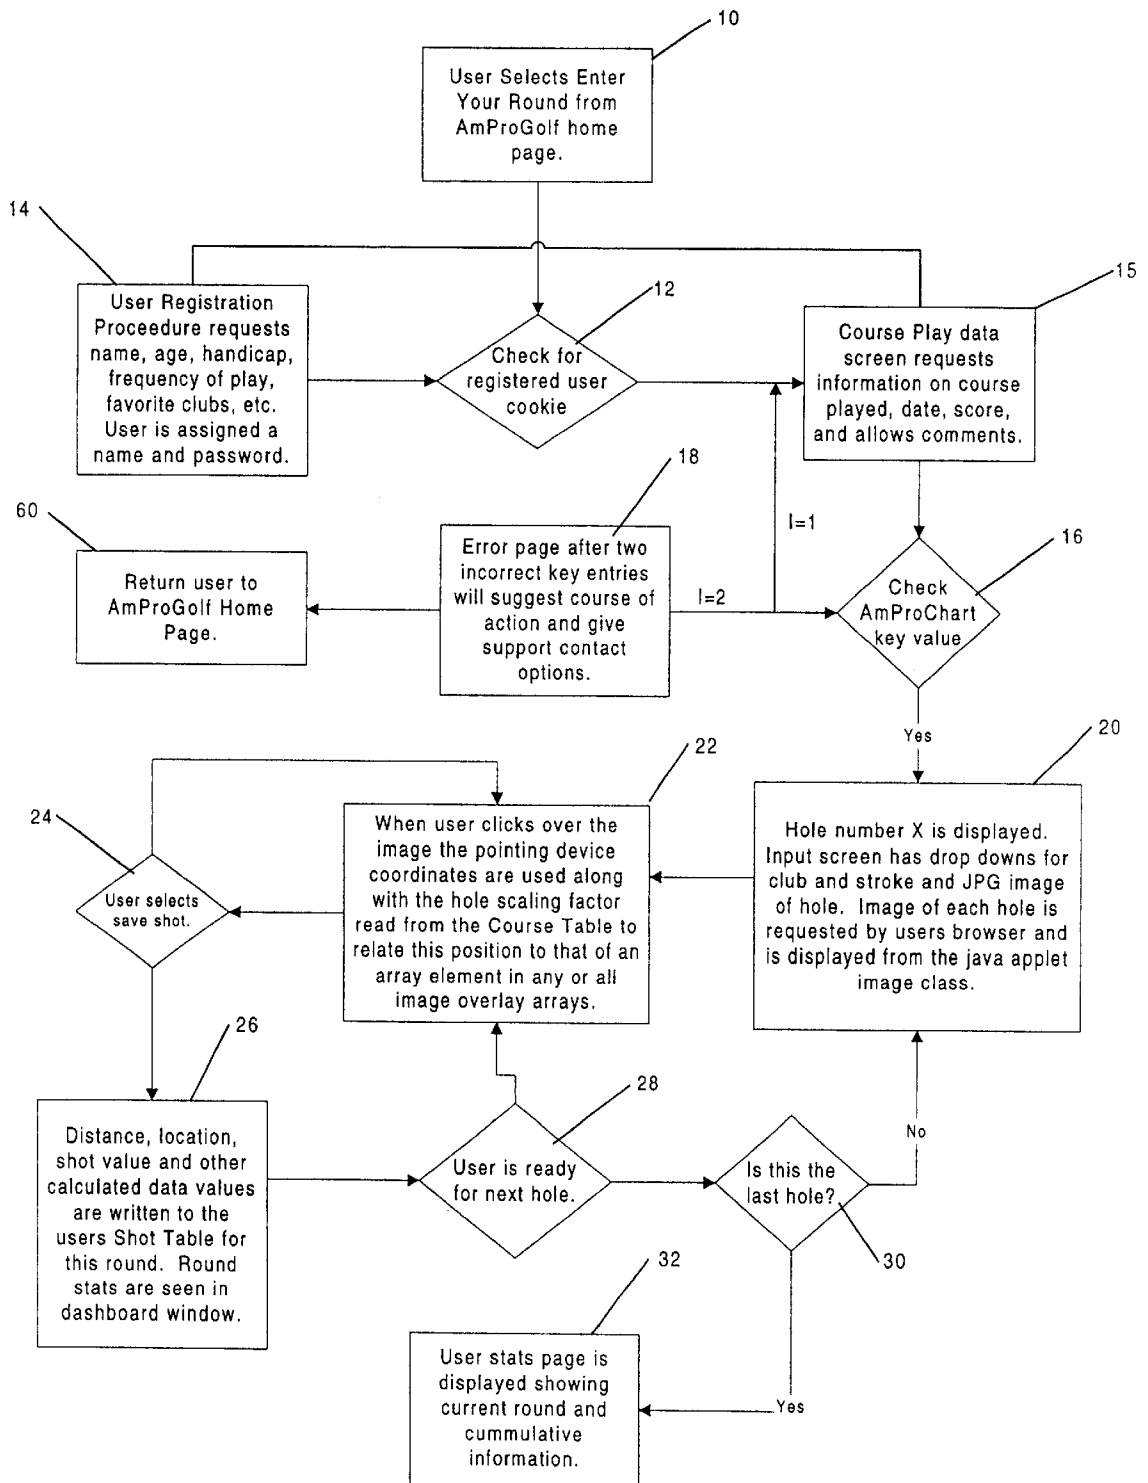 10
User Selects Enter
Your Round from
AmProGolf home
page.
14
User Registration
Proceedure requests
name, age, handicap,
frequency of play,
favorite clubs, etc.
User is assigned a
name and password.
12
Check for
registered user
cookie
15
Course Play data
screen requests
information on course
played, date, score,
and allows comments.
18
Error page after two
incorrect key entries
will suggest course of
action and give
support contact
options.
I=1
I=2
60
Return user to
AmProGolf Home
Page.
16
Check
AmProChart
key value
Yes
20
Hole number X is displayed.
Input screen has drop downs for
club and stroke and JPG image
of hole. Image of each hole is
requested by users browser and
is displayed from the java applet
image class.
22
When user clicks over the
image the pointing device
coordinates are used along
with the hole scaling factor
read from the Course Table to
relate this position to that of an
array element in any or all
image overlay arrays.
24
User selects
save shot.
26
Distance, location,
shot value and other
calculated data values
are written to the
users Shot Table for
this round. Round
stats are seen in
dashboard window.
28
User is ready
for next hole.
Is this the
last hole?
30
No
Yes
32
User stats page is
displayed showing
current round and
cummulative
information.